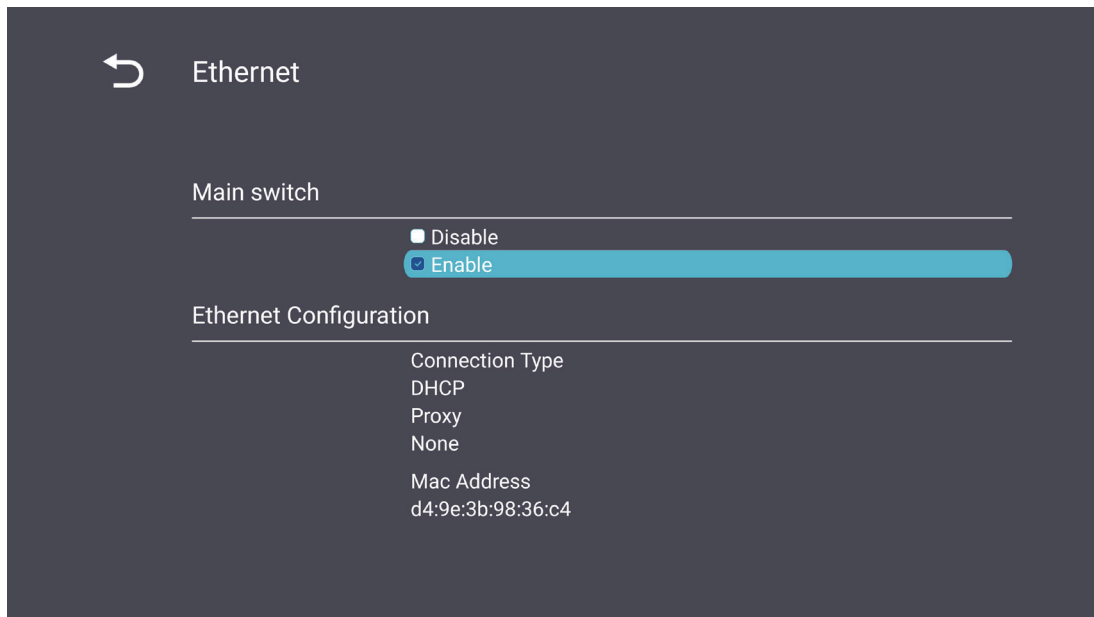 Ethernet
Main switch
Disable
Enable
Ethernet Configuration
Connection Type
DHCP
Proxy
None
Mac Address
d4:9e:3b:98:36:c4